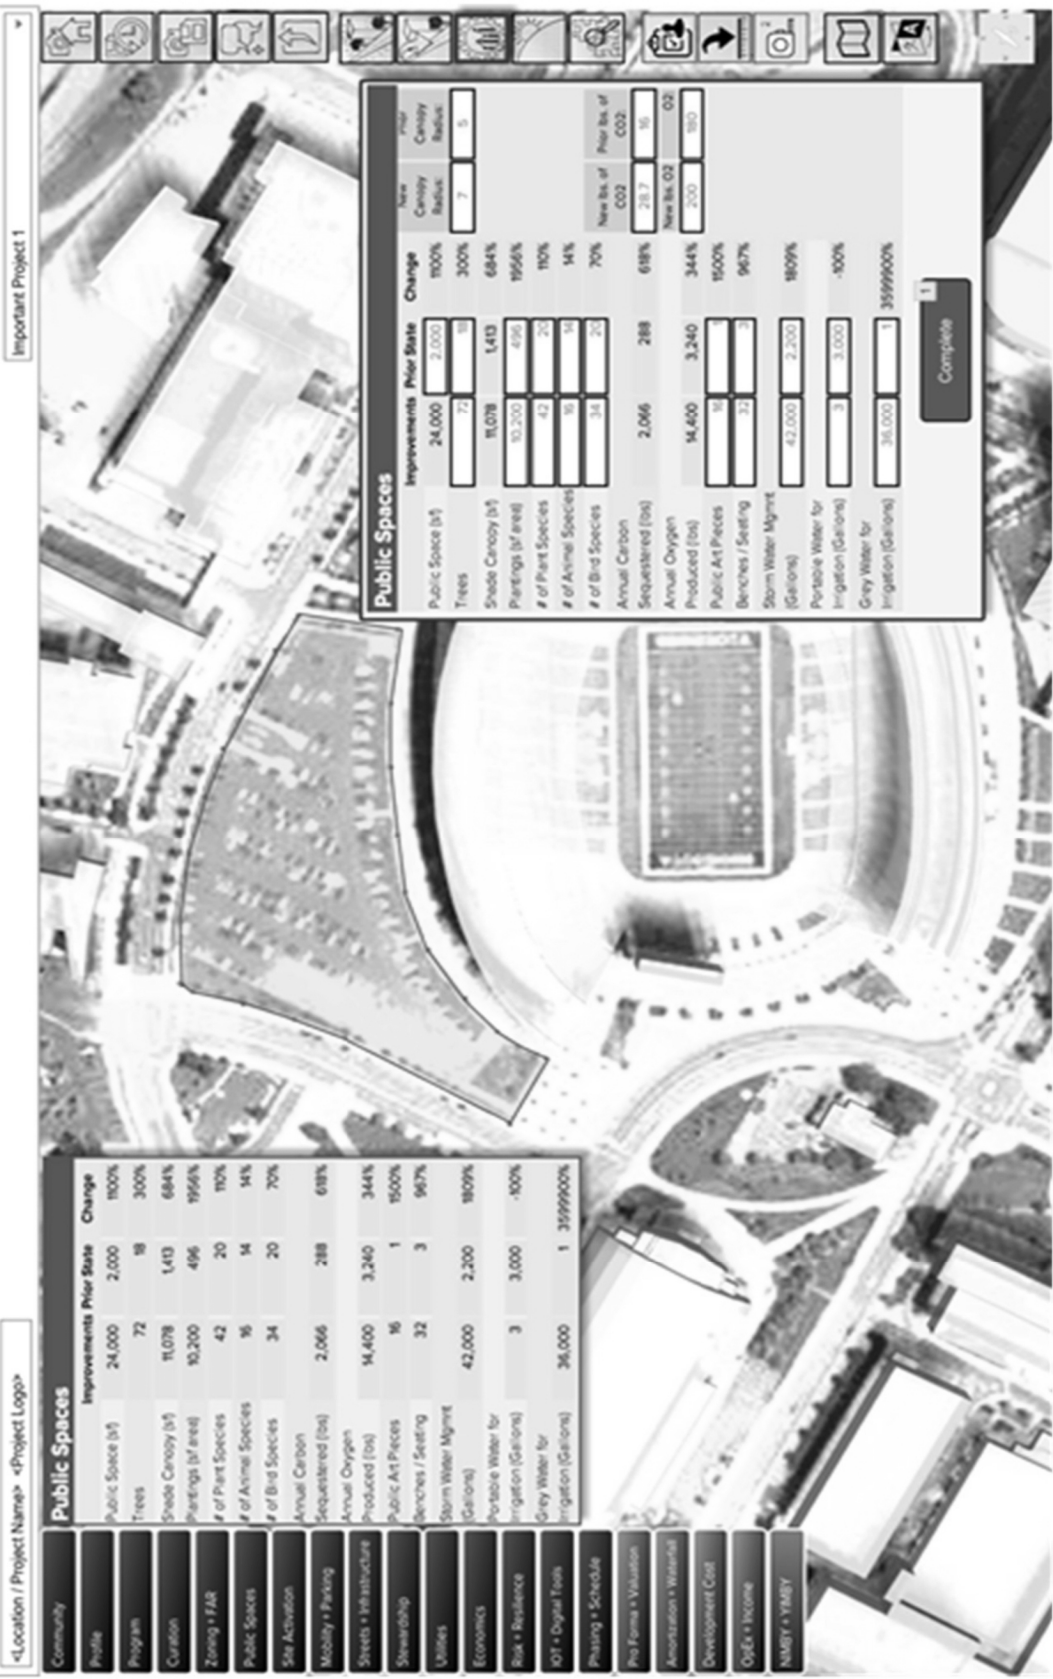 <Location / Project Name> <Project Logo>
Important Project 1
Community
Profile
Program
Curation
Zoning + FAR
Public Spaces
Site Activation
Mobility + Parking
Streets + Infrastructure
Stewardship
Utilities
Economics
Risk + Resilience
IOT + Digital Tools
Phasing + Schedule
Pro Forma + Valuation
Amortization + Waterfall
Development Cost
OpEx + Income
NIMBY + YIMBY
Public Spaces
Improvements Prior State Change
Public Space (sf) 24,000 2,000 1100%
Trees 72 18 300%
Shade Canopy (sf) 11,078 1,413 684%
Plantings (sf area) 10,200 496 1956%
# of Plant Species 42 20 110%
# of Animal Species 16 14 14%
# of Bird Species 34 20 70%
Annual Carbon
Sequestered (lbs) 2,066 288 618%
Annual Oxygen
Produced (lbs) 14,400 3,240 344%
Public Art Pieces 16 1 1500%
Benches / Seating 32 3 967%
Storm Water Mgmnt
(Gallons) 42,000 2,200 1809%
Portable Water for
Irrigation (Gallons) 3 3,000 -100%
Grey Water for
Irrigation (Gallons) 36,000 1 3599900%
Public Spaces
Improvements Prior State Change New Canopy Radius: Prior Canopy Radius:
Public Space (sf) 24,000 2,000 1100%
Trees 72 18 300% 7 5
Shade Canopy (sf) 11,078 1,413 684%
Plantings (sf area) 10,200 496 1956%
# of Plant Species 42 20 110%
# of Animal Species 16 14 14%
# of Bird Species 34 20 70% New lbs. of Prior lbs. of
Annual Carbon CO2 CO2:
Sequestered (lbs) 2,066 288 618% 28.7 16
Annual Oxygen New lbs. O2 O2:
Produced (lbs) 14,400 3,240 344% 200 180
Public Art Pieces 16 1 1500%
Benches / Seating 32 3 967%
Storm Water Mgmnt
(Gallons) 42,000 2,200 1809%
Portable Water for
Irrigation (Gallons) 3 3,000 -100%
Grey Water for
Irrigation (Gallons) 36,000 1 3599900%
Complete
1